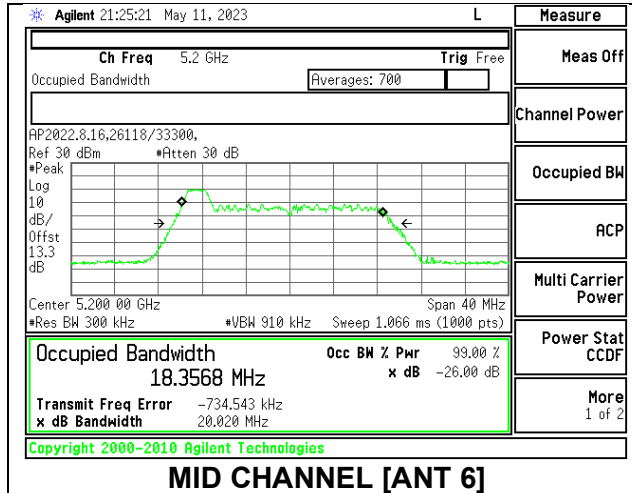 Agilent 21:25:21 May 11, 2023 L
Measure
Ch Freq 5.2 GHz Trig Free
Meas Off
Occupied Bandwidth Averages: 700
Channel Power
AP2022.8.16,26118/33300,
Ref 30 dBm #Atten 30 dB
#Peak
Log
10
dB/
Offst
13.3
dB
Occupied BW
ACP
Multi Carrier
Power
Center 5.200 00 GHz Span 40 MHz
#Res BW 300 kHz #VBW 910 kHz Sweep 1.066 ms (1000 pts)
Power Stat
CCDF
Occupied Bandwidth Occ BW % Pwr 99.00 %
18.3568 MHz x dB -26.00 dB
Transmit Freq Error -734.543 kHz
x dB Bandwidth 20.020 MHz
More
1 of 2
Copyright 2000-2010 Agilent Technologies
MID CHANNEL [ANT 6]